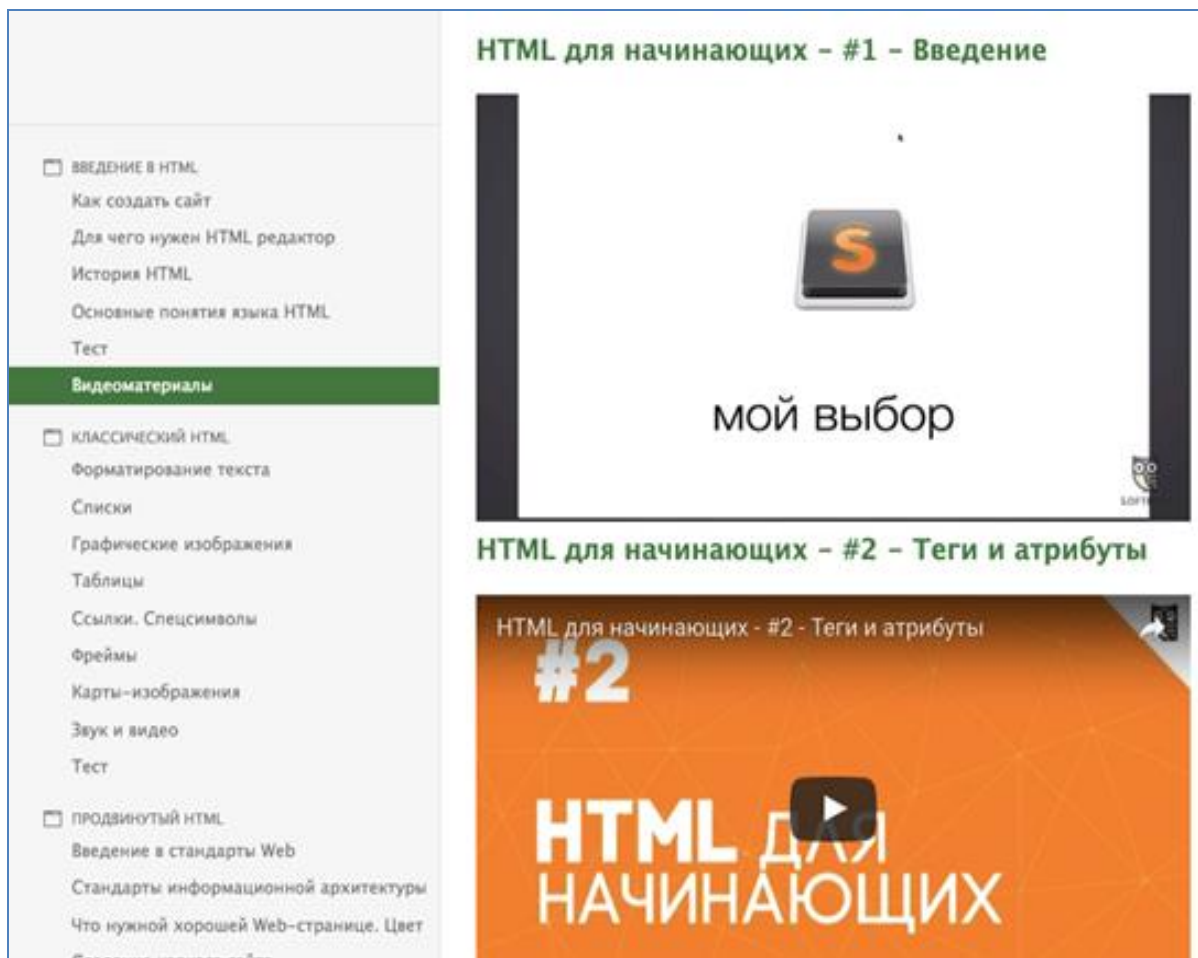 ВВЕДЕНИЕ В HTML
Как создать сайт
Для чего нужен HTML редактор
История HTML
Основные понятия языка HTML
Тест
Видеоматериалы
КЛАССИЧЕСКИЙ HTML
Форматирование текста
Списки
Графические изображения
Таблицы
Ссылки. Спецсимволы
Фреймы
Карты-изображения
Звук и видео
Тест
ПРОДВИНУТЫЙ HTML
Введение в стандарты Web
Стандарты информационной архитектуры
Что нужной хорошей Web-странице. Цвет
HTML для начинающих - #1 - Введение
S
мой выбор
HTML для начинающих - #2 - Теги и атрибуты
HTML для начинающих - #2 - Теги и атрибуты
#2
HTML ДЛЯ
НАЧИНАЮЩИХ